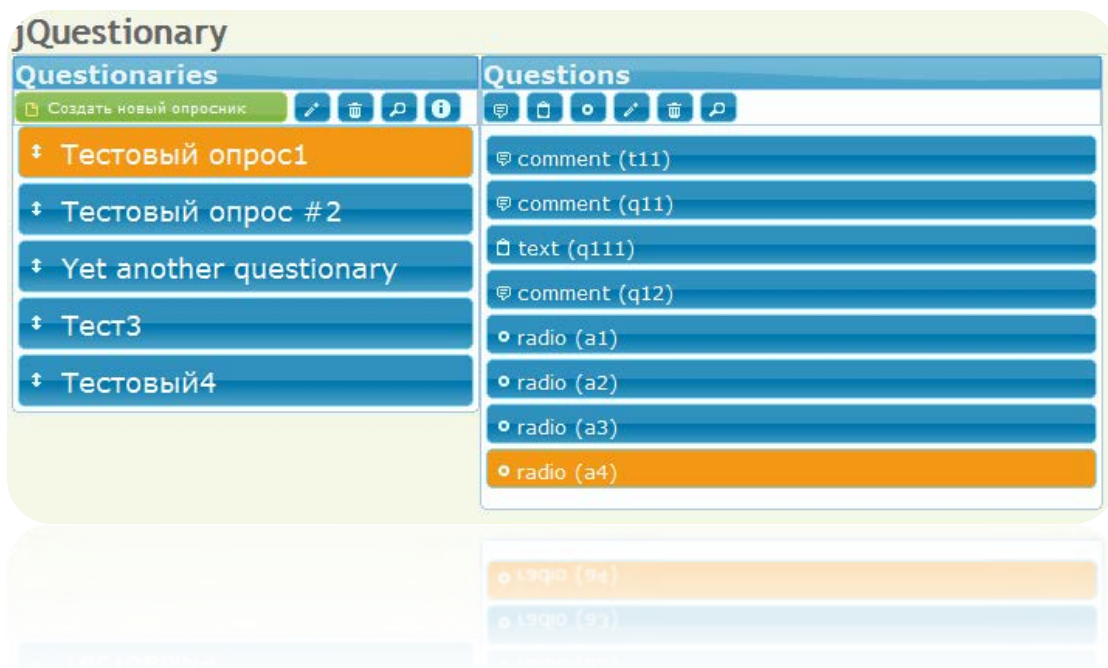 jQuestionary
Questionaries
Создать новый опросник
Тестовый опрос1
Тестовый опрос #2
Yet another questionary
Тест3
Тестовый4
Questions
comment (t11)
comment (q11)
text (q111)
comment (q12)
radio (a1)
radio (a2)
radio (a3)
radio (a4)